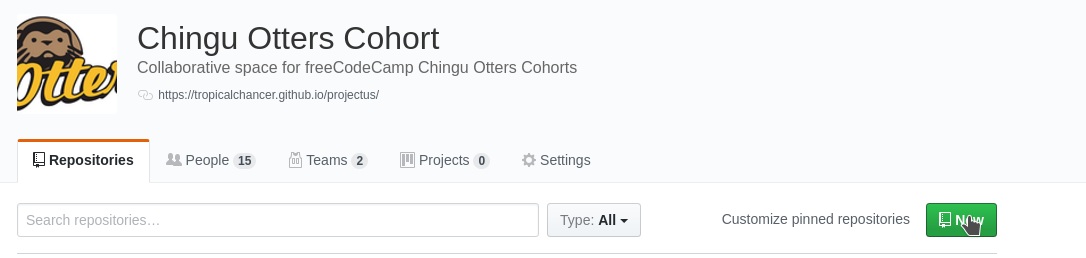 Otter
Chingu Otters Cohort
Collaborative space for freeCodeCamp Chingu Otters Cohorts
https://tropicalchancer.github.io/projectus/
Repositories People 15 Teams 2 Projects 0 Settings
Search repositories… Type: All Customize pinned repositories New